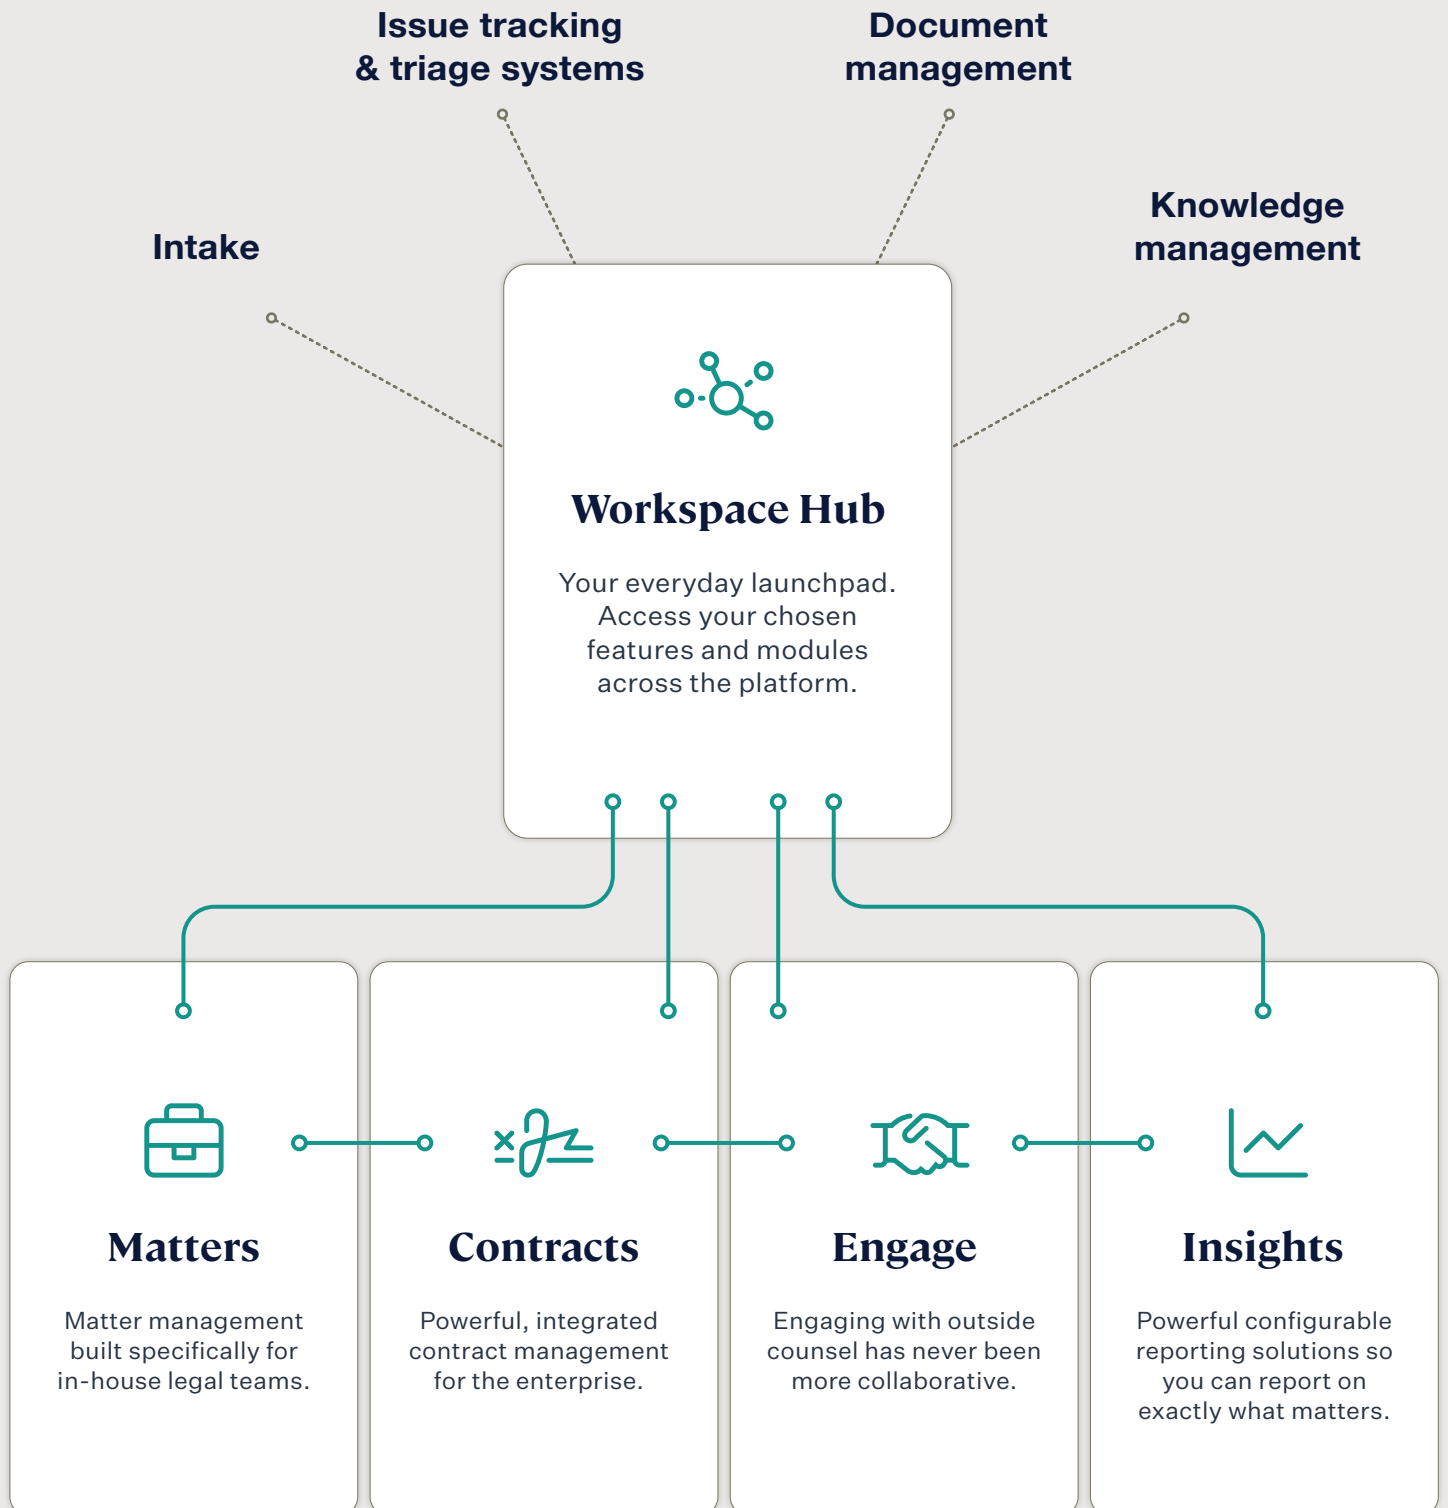 Issue tracking
& triage systems
Document
management
Intake
Knowledge
management
Workspace Hub
Your everyday launchpad.
Access your chosen
features and modules
across the platform.
Matters
Matter management
built specifically for
in-house legal teams.
Contracts
Powerful, integrated
contract management
for the enterprise.
Engage
Engaging with outside
counsel has never been
more collaborative.
Insights
Powerful configurable
reporting solutions so
you can report on
exactly what matters.